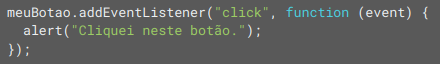 meuBotao.addEventListener("click", function (event) {
  alert("Cliquei neste botão.");
});